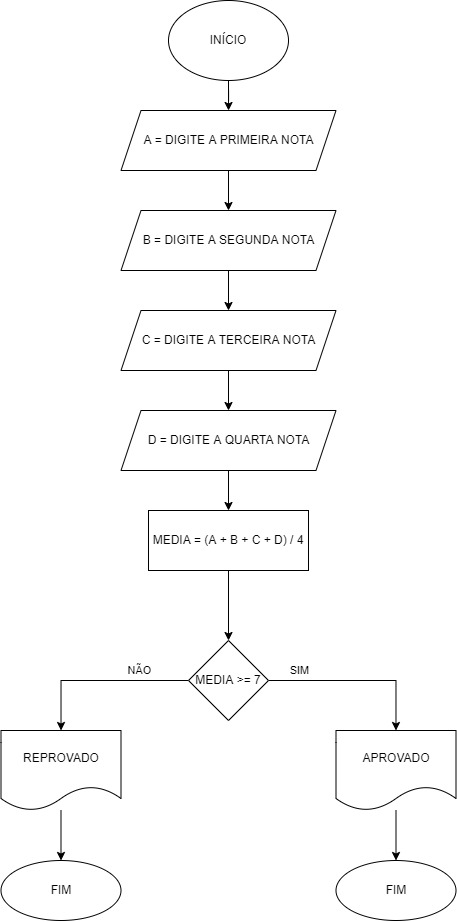 INÍCIO
A = DIGITE A PRIMEIRA NOTA
B = DIGITE A SEGUNDA NOTA
C = DIGITE A TERCEIRA NOTA
D = DIGITE A QUARTA NOTA
MEDIA = (A + B + C + D) / 4
MEDIA >= 7
NÃO
SIM
REPROVADO
APROVADO
FIM
FIM